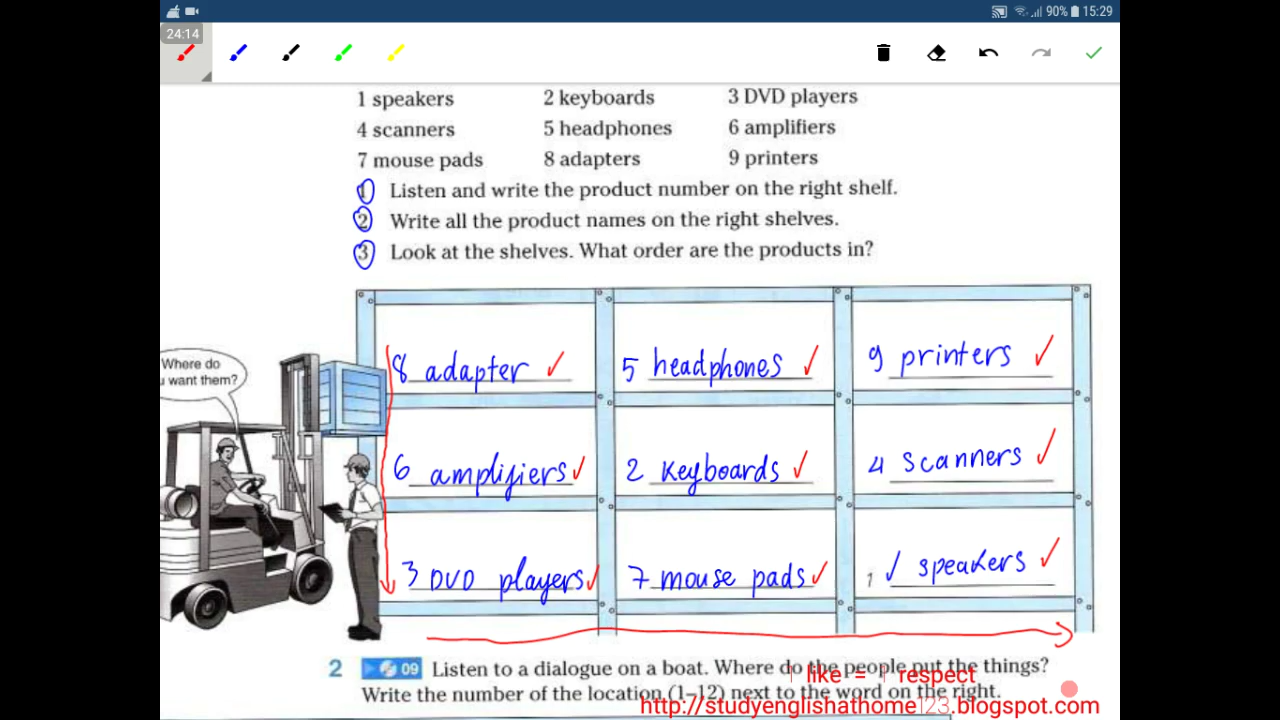 90% 15:29
24:14
1 speakers 2 keyboards 3 DVD players
4 scanners 5 headphones 6 amplifiers
7 mouse pads 8 adapters 9 printers
1 Listen and write the product number on the right shelf.
2 Write all the product names on the right shelves.
3 Look at the shelves. What order are the products in?
Where do
u want them?
8 adapter ✓ 5 headphones ✓ 9 printers ✓
6 amplifiers ✓ 2 keyboards ✓ 4 scanners ✓
3 DVD players ✓ 7 mouse pads ✓ 1 ✓ speakers ✓
2 09 Listen to a dialogue on a boat. Where do the people put the things?
Write the number of the location (1–12) next to the word on the right.
1 like = 1 respect
http://studyenglishathome123.blogspot.com